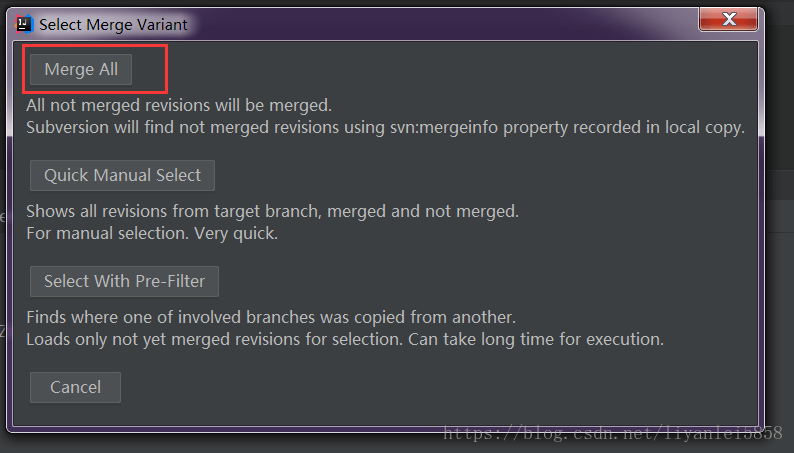 Select Merge Variant
Merge All
All not merged revisions will be merged.
Subversion will find not merged revisions using svn:mergeinfo property recorded in local copy.
Quick Manual Select
Shows all revisions from target branch, merged and not merged.
For manual selection. Very quick.
Select With Pre-Filter
Finds where one of involved branches was copied from another.
Loads only not yet merged revisions for selection. Can take long time for execution.
Cancel
https://blog.csdn.net/liyanlei5858